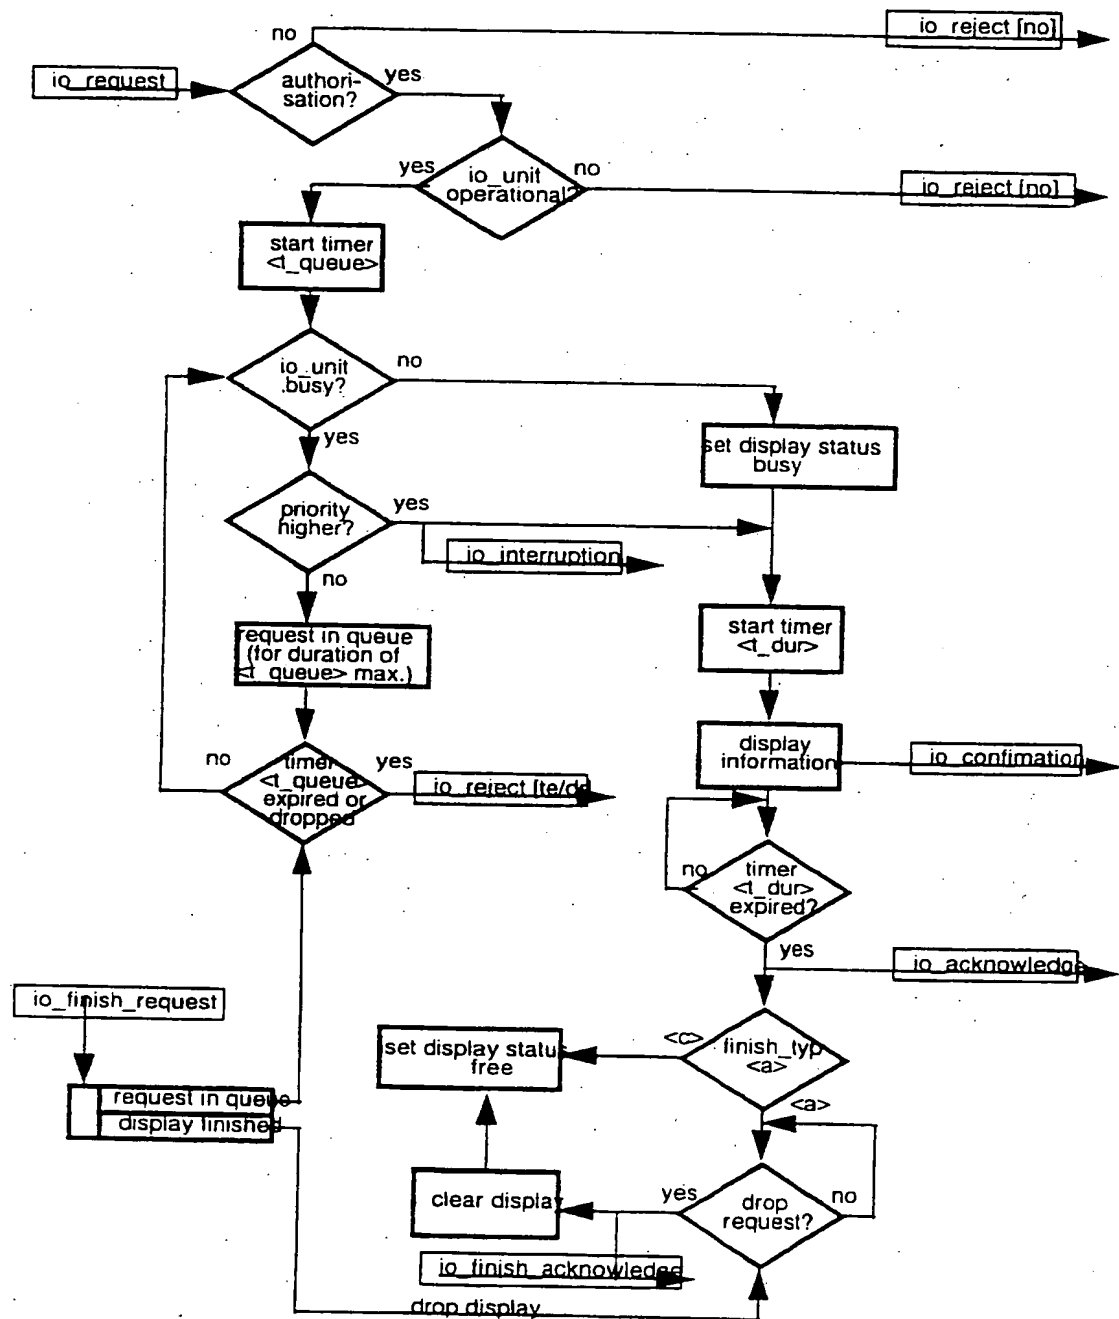 no
io_reject [no]
io_request
authori-
sation?
yes
yes
io_unit
operational?
no
io_reject [no]
start timer
<t_queue>
io_unit
busy?
no
yes
set display status
busy
priority
higher?
yes
io_interruption
no
request in queue
(for duration of
<t_queue> max.)
start timer
<t_dur>
no
timer
<t_queue>
expired or
dropped
yes
io_reject [te/dd
display
information
io_confimation
no
timer
<t_dur>
expired?
yes
io_acknowledge
io_finish_request
request in queue
display finished
set display status
free
<c>
finish_typ
<a>
<a>
clear display
yes
drop
request?
no
io_finish_acknowledge
drop display